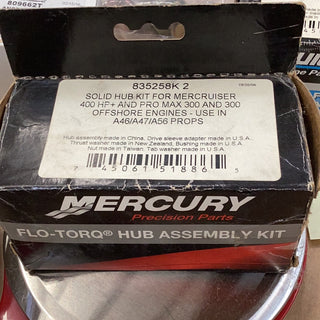 809662T
835258K 2
SOLID HUB KIT FOR MERCRUISER
400 HP+ AND PRO MAX 300 AND 300
OFFSHORE ENGINES - USE IN
A46/A47/A56 PROPS
Hub assembly made in China, Drive sleeve adapter made in U.S.A.
Thrust washer made in New Zealand, Bushing made in U.S.A.
Nut made in Taiwan, Tab washer made in U.S.A.
7 45061 51886 5
MERCURY
Precision Parts
FLO-TORQ® HUB ASSEMBLY KIT